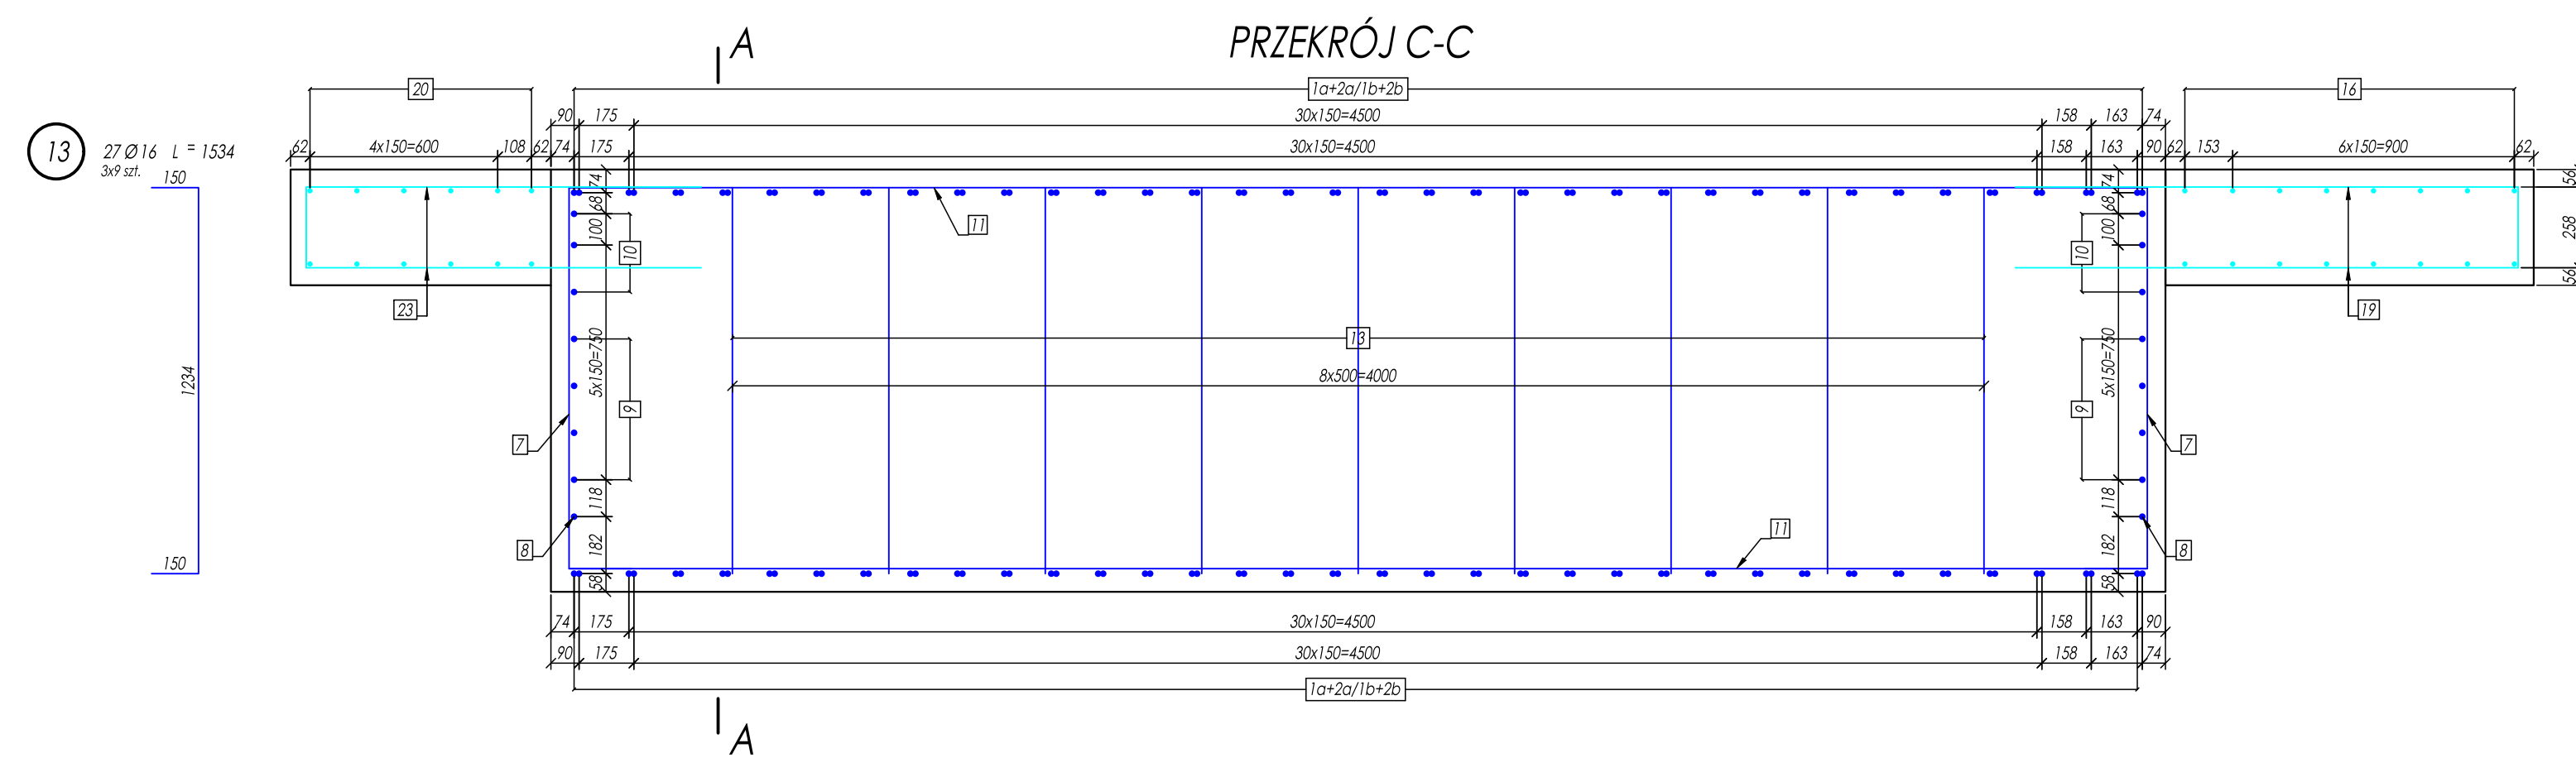 PRZEKRÓJ C-C
A
20
1a+2a/1b+2b
16
90 175 30x150=4500 158 163 74
13
27 Ø 16 L = 1534
3x9 szt.
62 4x150=600 108 62 74 175 30x150=4500 158 163 90 62 153 6x150=900 62
150
1234
150
74
68
100
5x150=750
118
182
58
10
9
23
7
8
11
13
8x500=4000
11
74
68
100
5x150=750
118
182
58
10
9
19
7
8
56
258
56
74 175 30x150=4500 158 163 90
90 175 30x150=4500 158 163 74
1a+2a/1b+2b
A